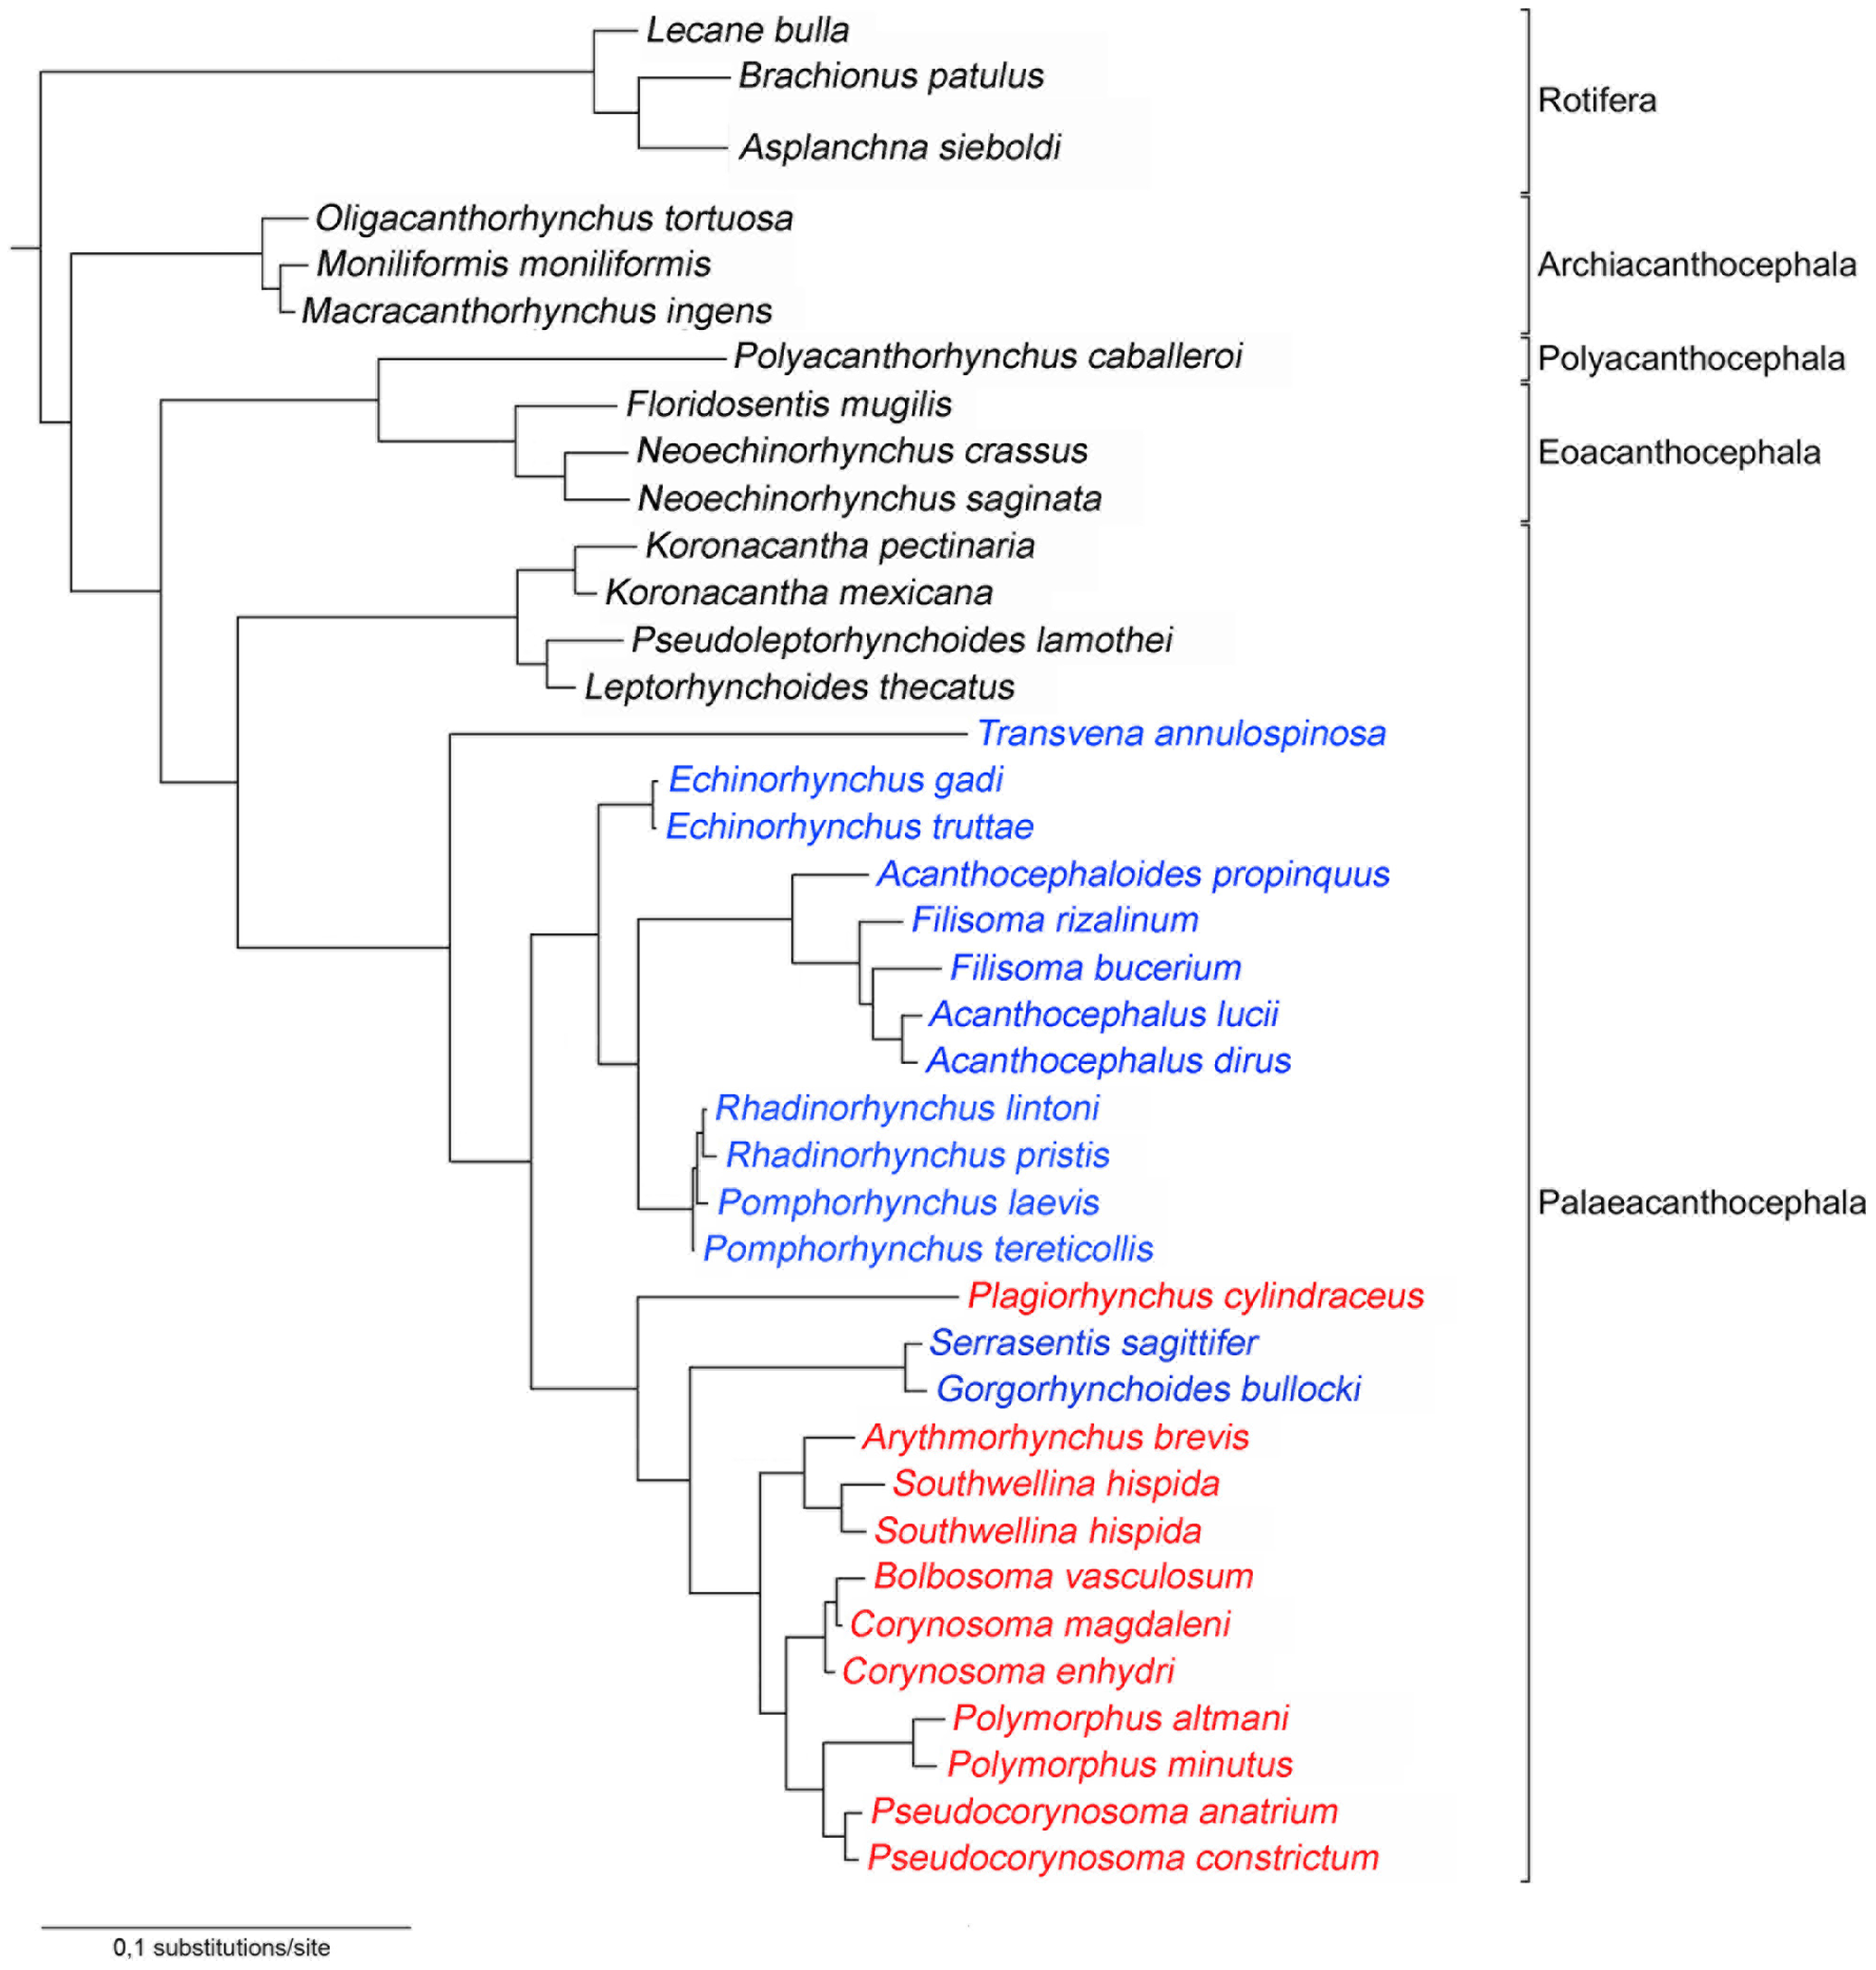 Lecane bulla
Brachionus patulus
Rotifera
Asplanchna sieboldi
Oligacanthorhynchus tortuosa
Moniliformis moniliformis
Archiacanthocephala
Macracanthorhynchus ingens
Polyacanthorhynchus caballeroi
Polyacanthocephala
Floridosentis mugilis
Neoechinorhynchus crassus
Eoacanthocephala
Neoechinorhynchus saginata
Koronacantha pectinaria
Koronacantha mexicana
Pseudoleptorhynchoides lamothei
Leptorhynchoides thecatus
Transvena annulospinosa
Echinorhynchus gadi
Echinorhynchus truttae
Acanthocephaloides propinquus
Filisoma rizalinum
Filisoma bucerium
Acanthocephalus lucii
Acanthocephalus dirus
Rhadinorhynchus lintoni
Rhadinorhynchus pristis
Pomphorhynchus laevis
Palaeacanthocephala
Pomphorhynchus tereticollis
Plagiorhynchus cylindraceus
Serrasentis sagittifer
Gorgorhynchoides bullocki
Arythmorhynchus brevis
Southwellina hispida
Southwellina hispida
Bolbosoma vasculosum
Corynosoma magdaleni
Corynosoma enhydri
Polymorphus altmani
Polymorphus minutus
Pseudocorynosoma anatrium
Pseudocorynosoma constrictum
0,1 substitutions/site